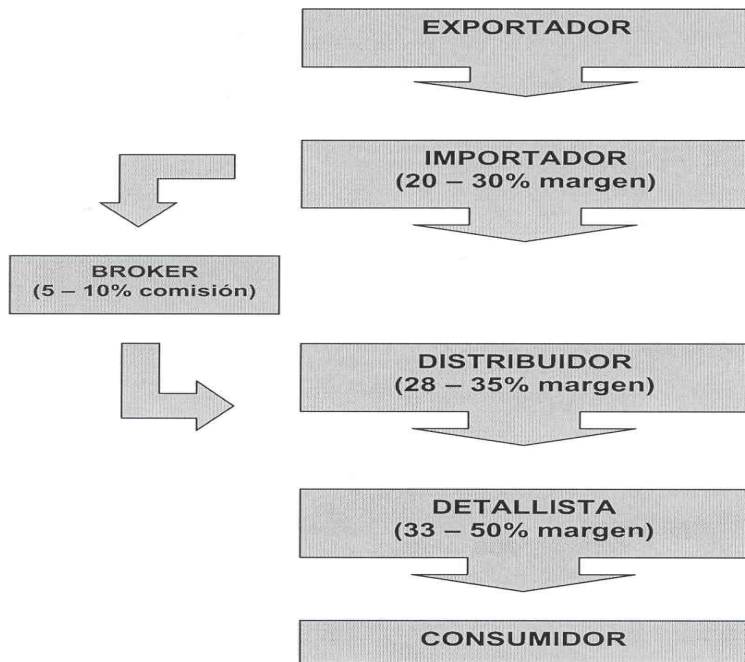 EXPORTADOR
IMPORTADOR
(20 – 30% margen)
BROKER
(5 – 10% comisión)
DISTRIBUIDOR
(28 – 35% margen)
DETALLISTA
(33 – 50% margen)
CONSUMIDOR